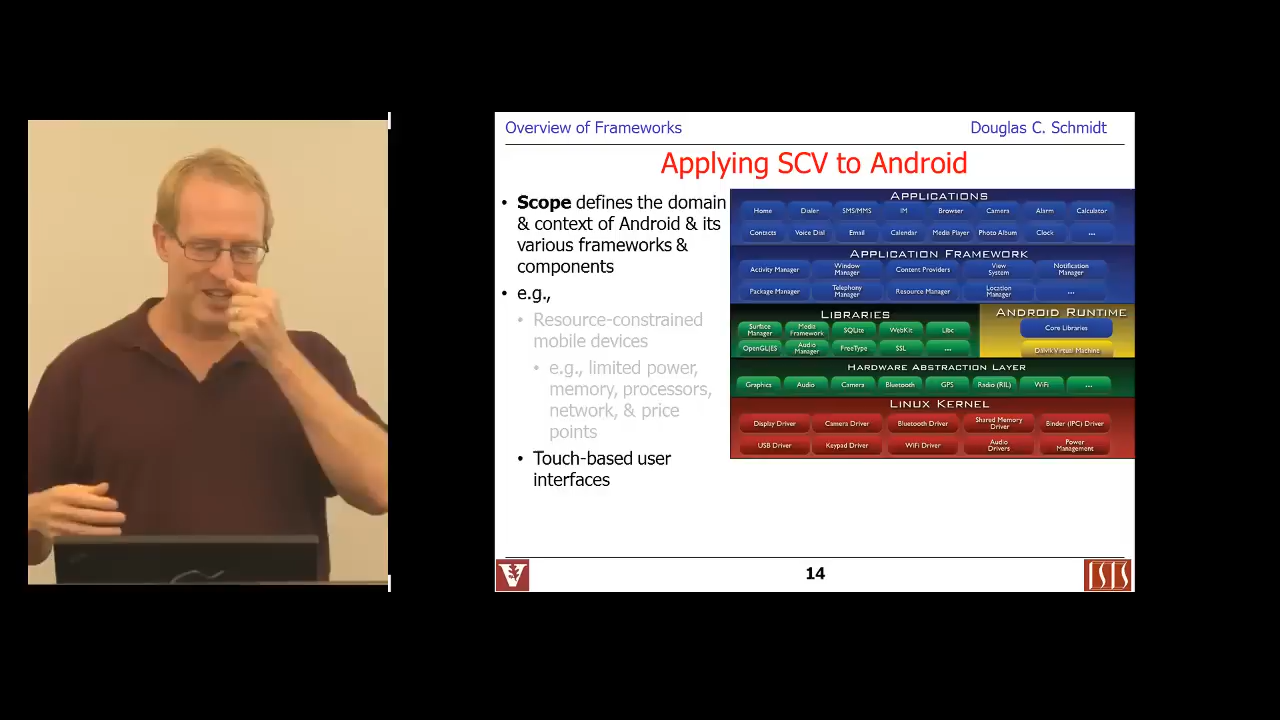 Overview of Frameworks
Douglas C. Schmidt
Applying SCV to Android
• Scope defines the domain
& context of Android & its
various frameworks &
components
• e.g.,
• Resource-constrained
mobile devices
• e.g., limited power,
memory, processors,
network, & price
points
• Touch-based user
interfaces
APPLICATIONS
Home Dialer SMS/MMS IM Browser Camera Alarm Calculator
Contacts Voice Dial Email Calendar Media Player Photo Album Clock ...
APPLICATION FRAMEWORK
Activity Manager Window Manager Content Providers View System Notification Manager
Package Manager Telephony Manager Resource Manager Location Manager ...
LIBRARIES
Surface Manager Media Framework SQLite WebKit Libc
OpenGL|ES Audio Manager FreeType SSL ...
ANDROID RUNTIME
Core Libraries
Dalvik Virtual Machine
HARDWARE ABSTRACTION LAYER
Graphics Audio Camera Bluetooth GPS Radio (RIL) WiFi ...
LINUX KERNEL
Display Driver Camera Driver Bluetooth Driver Shared Memory Driver Binder (IPC) Driver
USB Driver Keypad Driver WiFi Driver Audio Drivers Power Management
V
14
ISIS